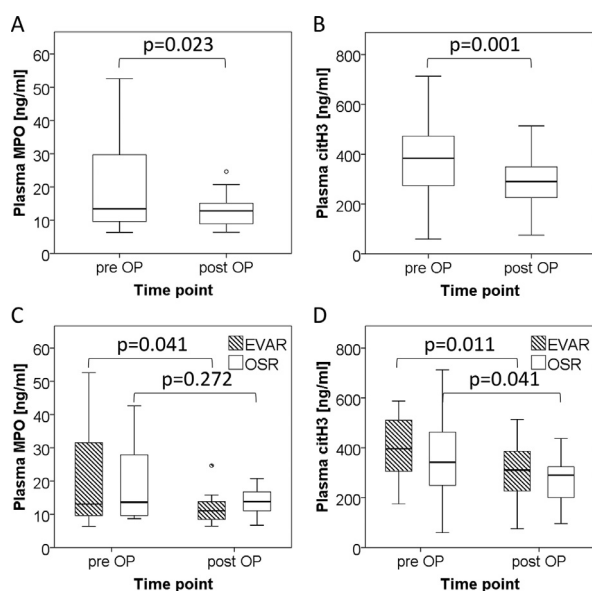 A
p=0.023
Plasma MPO [ng/ml]
60
50
40
30
20
10
0
pre OP
post OP
Time point
B
p=0.001
Plasma citH3 [ng/ml]
800
600
400
200
0
pre OP
post OP
Time point
C
EVAR
OSR
p=0.041
p=0.272
Plasma MPO [ng/ml]
60
50
40
30
20
10
0
pre OP
post OP
Time point
D
EVAR
OSR
p=0.011
p=0.041
Plasma citH3 [ng/ml]
800
600
400
200
0
pre OP
post OP
Time point